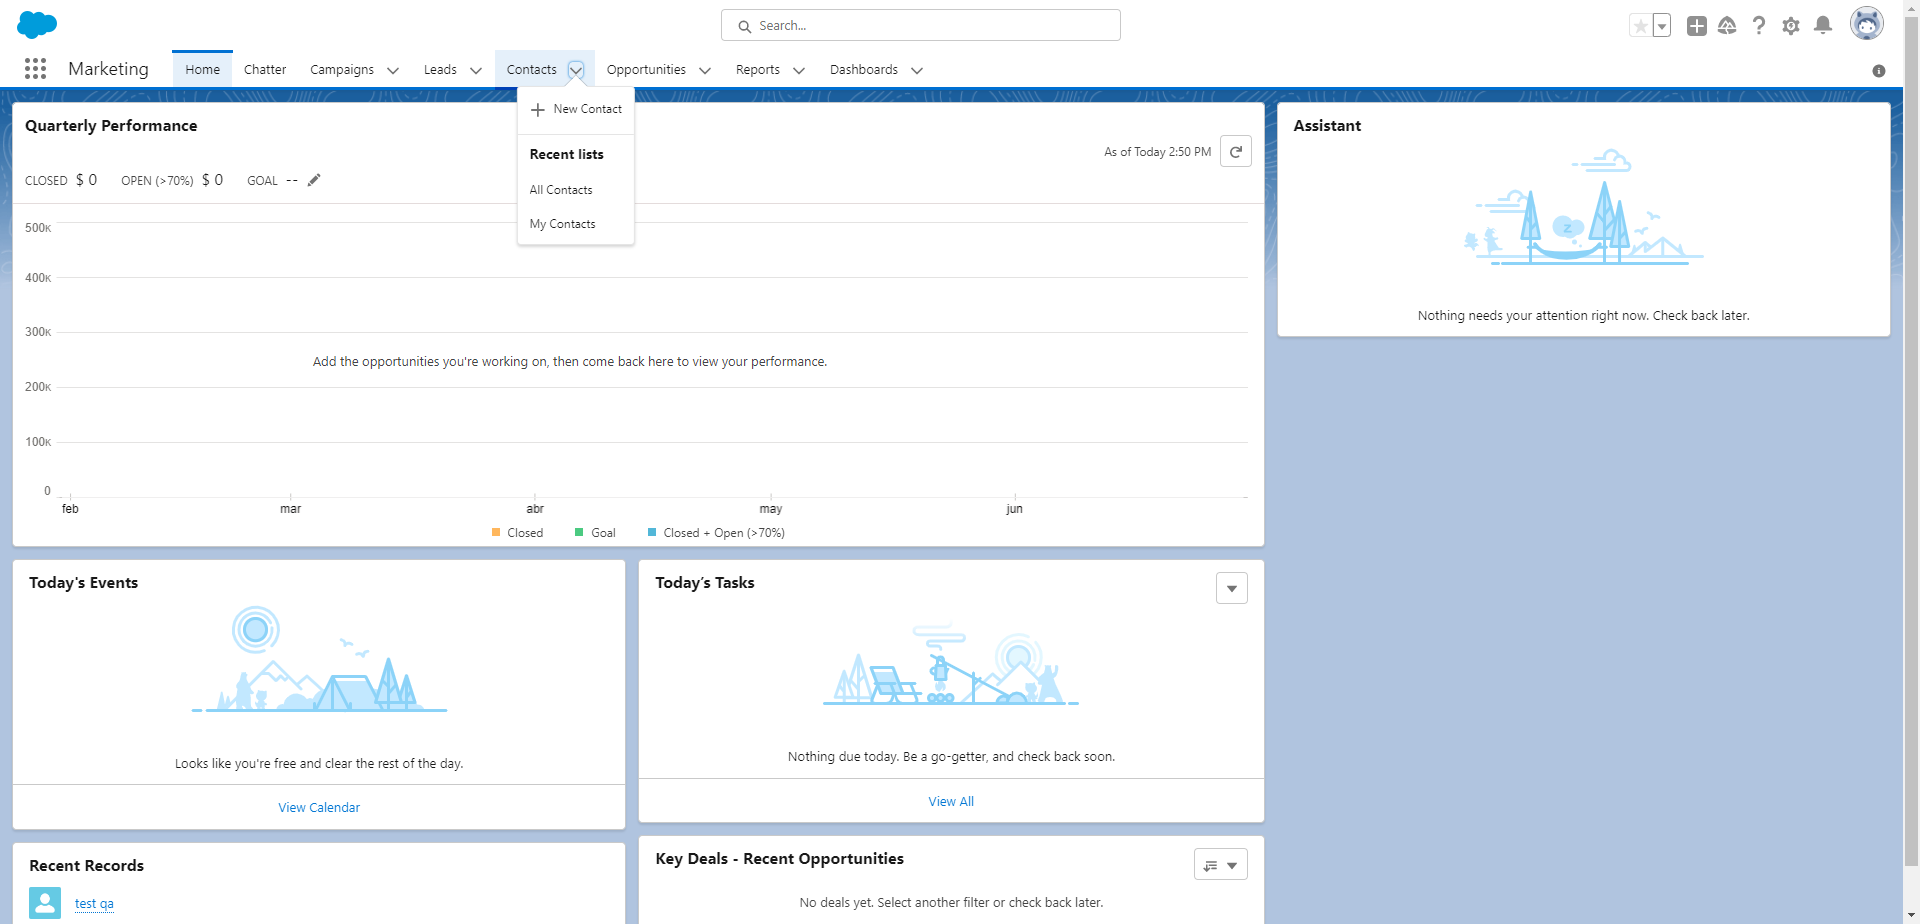 Search...
Marketing
Home
Chatter
Campaigns
Leads
Contacts
Opportunities
Reports
Dashboards
New Contact
Recent lists
All Contacts
My Contacts
Quarterly Performance
As of Today 2:50 PM
CLOSED $ 0 OPEN (>70%) $ 0 GOAL --
500K
400K
300K
200K
100K
0
Add the opportunities you're working on, then come back here to view your performance.
feb mar abr may jun
Closed Goal Closed + Open (>70%)
Assistant
z
Nothing needs your attention right now. Check back later.
Today's Events
Looks like you're free and clear the rest of the day.
View Calendar
Today's Tasks
Nothing due today. Be a go-getter, and check back soon.
View All
Recent Records
test qa
Key Deals - Recent Opportunities
No deals yet. Select another filter or check back later.